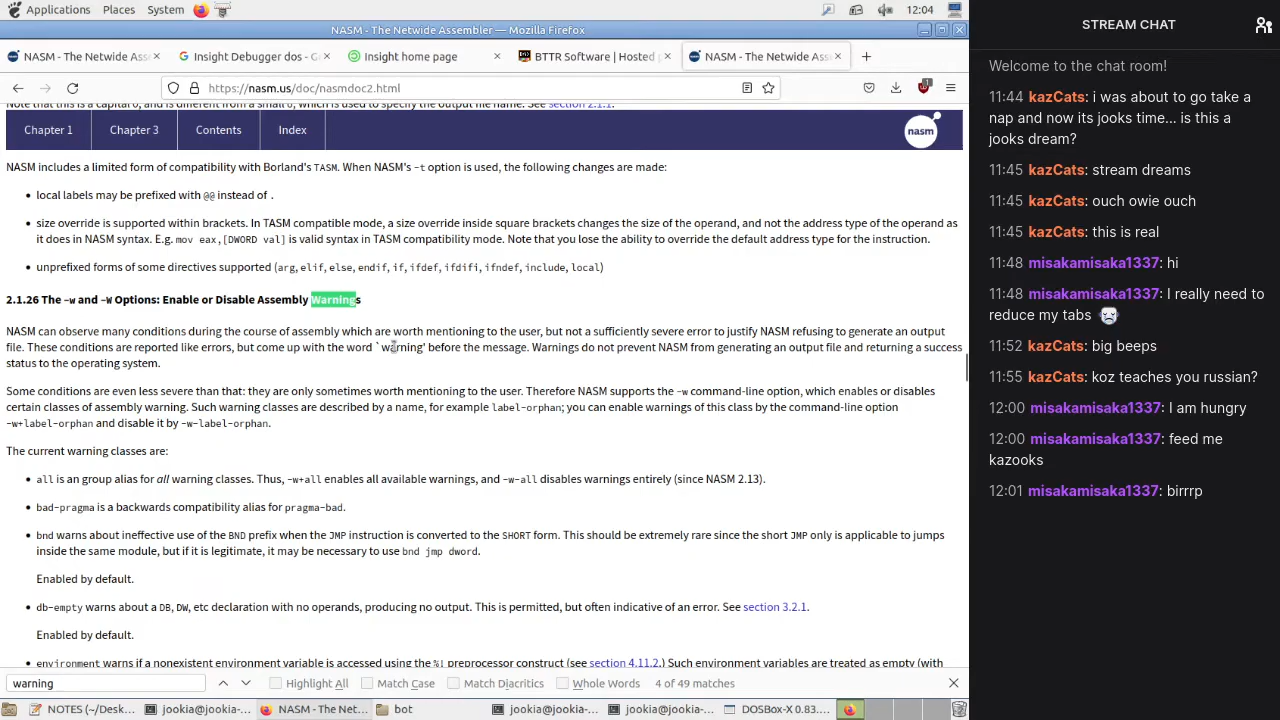 Applications Places System 12:04
NASM - The Netwide Assembler — Mozilla Firefox
NASM - The Netwide As Insight Debugger dos - G Insight home page BTTR Software | Hosted NASM - The Netwide Ass
https://nasm.us/doc/nasmdoc2.html
Note that this is a capital O, and is different from a small o, which is used to specify the output file name. See section 2.1.1.
Chapter 1 Chapter 3 Contents Index nasm
NASM includes a limited form of compatibility with Borland's TASM. When NASM's -t option is used, the following changes are made:
• local labels may be prefixed with @@ instead of .
• size override is supported within brackets. In TASM compatible mode, a size override inside square brackets changes the size of the operand, and not the address type of the operand as
it does in NASM syntax. E.g. mov eax,[DWORD val] is valid syntax in TASM compatibility mode. Note that you lose the ability to override the default address type for the instruction.
• unprefixed forms of some directives supported (arg, elif, else, endif, if, ifdef, ifdifi, ifndef, include, local)
2.1.26 The -w and -W Options: Enable or Disable Assembly Warnings
NASM can observe many conditions during the course of assembly which are worth mentioning to the user, but not a sufficiently severe error to justify NASM refusing to generate an output
file. These conditions are reported like errors, but come up with the word `warning' before the message. Warnings do not prevent NASM from generating an output file and returning a success
status to the operating system.
Some conditions are even less severe than that: they are only sometimes worth mentioning to the user. Therefore NASM supports the -w command-line option, which enables or disables
certain classes of assembly warning. Such warning classes are described by a name, for example label-orphan; you can enable warnings of this class by the command-line option
-w+label-orphan and disable it by -w-label-orphan.
The current warning classes are:
• all is an group alias for all warning classes. Thus, -w+all enables all available warnings, and -w-all disables warnings entirely (since NASM 2.13).
• bad-pragma is a backwards compatibility alias for pragma-bad.
• bnd warns about ineffective use of the BND prefix when the JMP instruction is converted to the SHORT form. This should be extremely rare since the short JMP only is applicable to jumps
inside the same module, but if it is legitimate, it may be necessary to use bnd jmp dword.
Enabled by default.
• db-empty warns about a DB, DW, etc declaration with no operands, producing no output. This is permitted, but often indicative of an error. See section 3.2.1.
Enabled by default.
• environment warns if a nonexistent environment variable is accessed using the %! preprocessor construct (see section 4.11.2.) Such environment variables are treated as empty (with
warning Highlight All Match Case Match Diacritics Whole Words 4 of 49 matches
NOTES (~/Desk... jookia@jookia-... NASM - The Net... bot jookia@jookia-... jookia@jookia-... DOSBox-X 0.83....
STREAM CHAT
Welcome to the chat room!
11:44 kazCats: i was about to go take a
nap and now its jooks time... is this a
jooks dream?
11:45 kazCats: stream dreams
11:45 kazCats: ouch owie ouch
11:45 kazCats: this is real
11:48 misakamisaka1337: hi
11:48 misakamisaka1337: I really need to
reduce my tabs
11:52 kazCats: big beeps
11:55 kazCats: koz teaches you russian?
12:00 misakamisaka1337: I am hungry
12:00 misakamisaka1337: feed me
kazooks
12:01 misakamisaka1337: birrrp